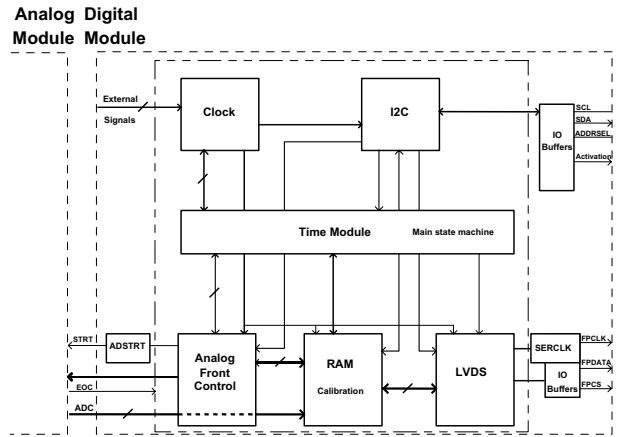 Analog Digital
Module Module
External
Signals
Clock
I2C
IO
Buffers
SCL
SDA
ADDRSEL
Activation
Time Module
Main state machine
STRT
ADSTRT
EOC
ADC
Analog
Front
Control
RAM
Calibration
LVDS
SERCLK
IO
Buffers
FPCLK
FPDATA
FPCS